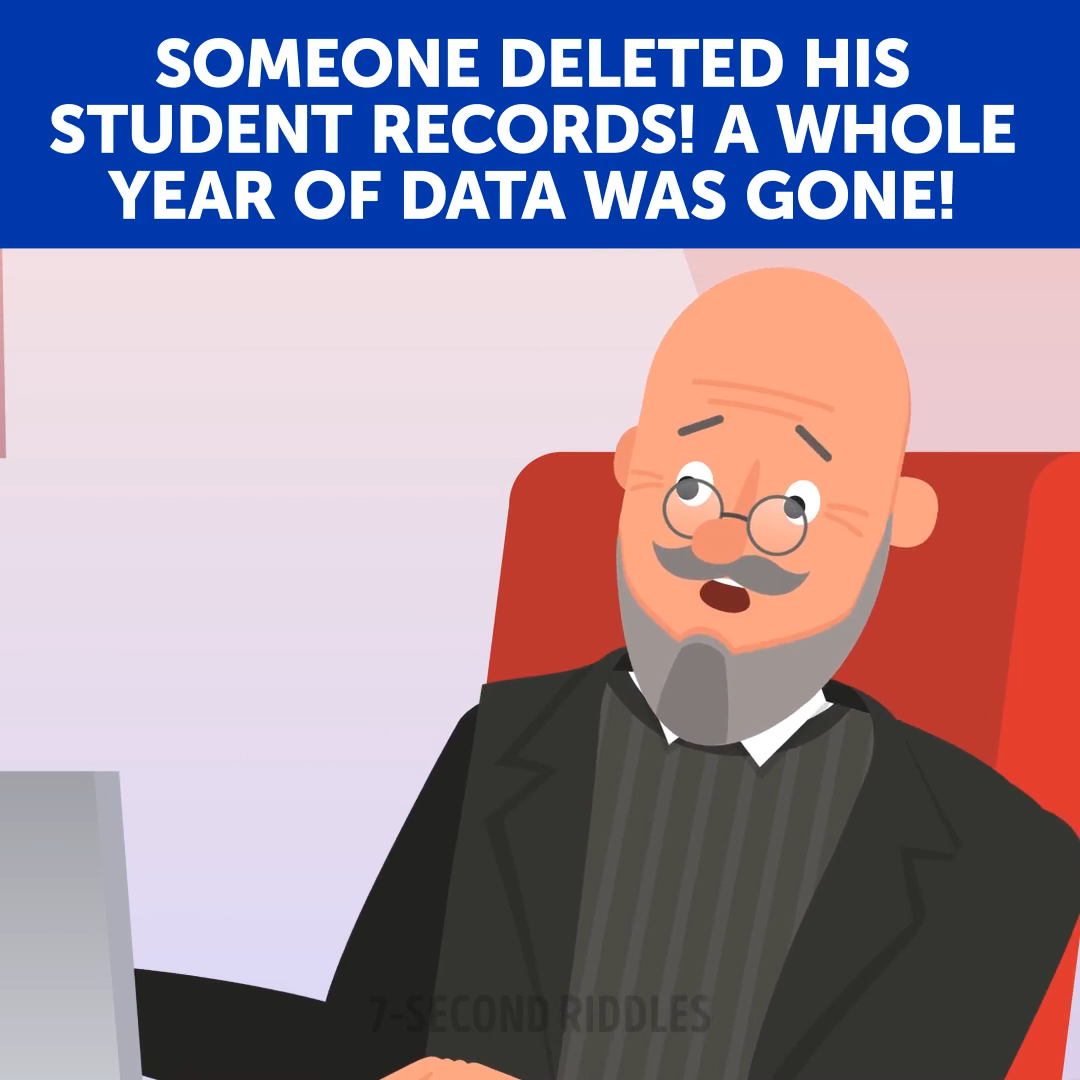 SOMEONE DELETED HIS
STUDENT RECORDS! A WHOLE
YEAR OF DATA WAS GONE!
7-SECOND RIDDLES